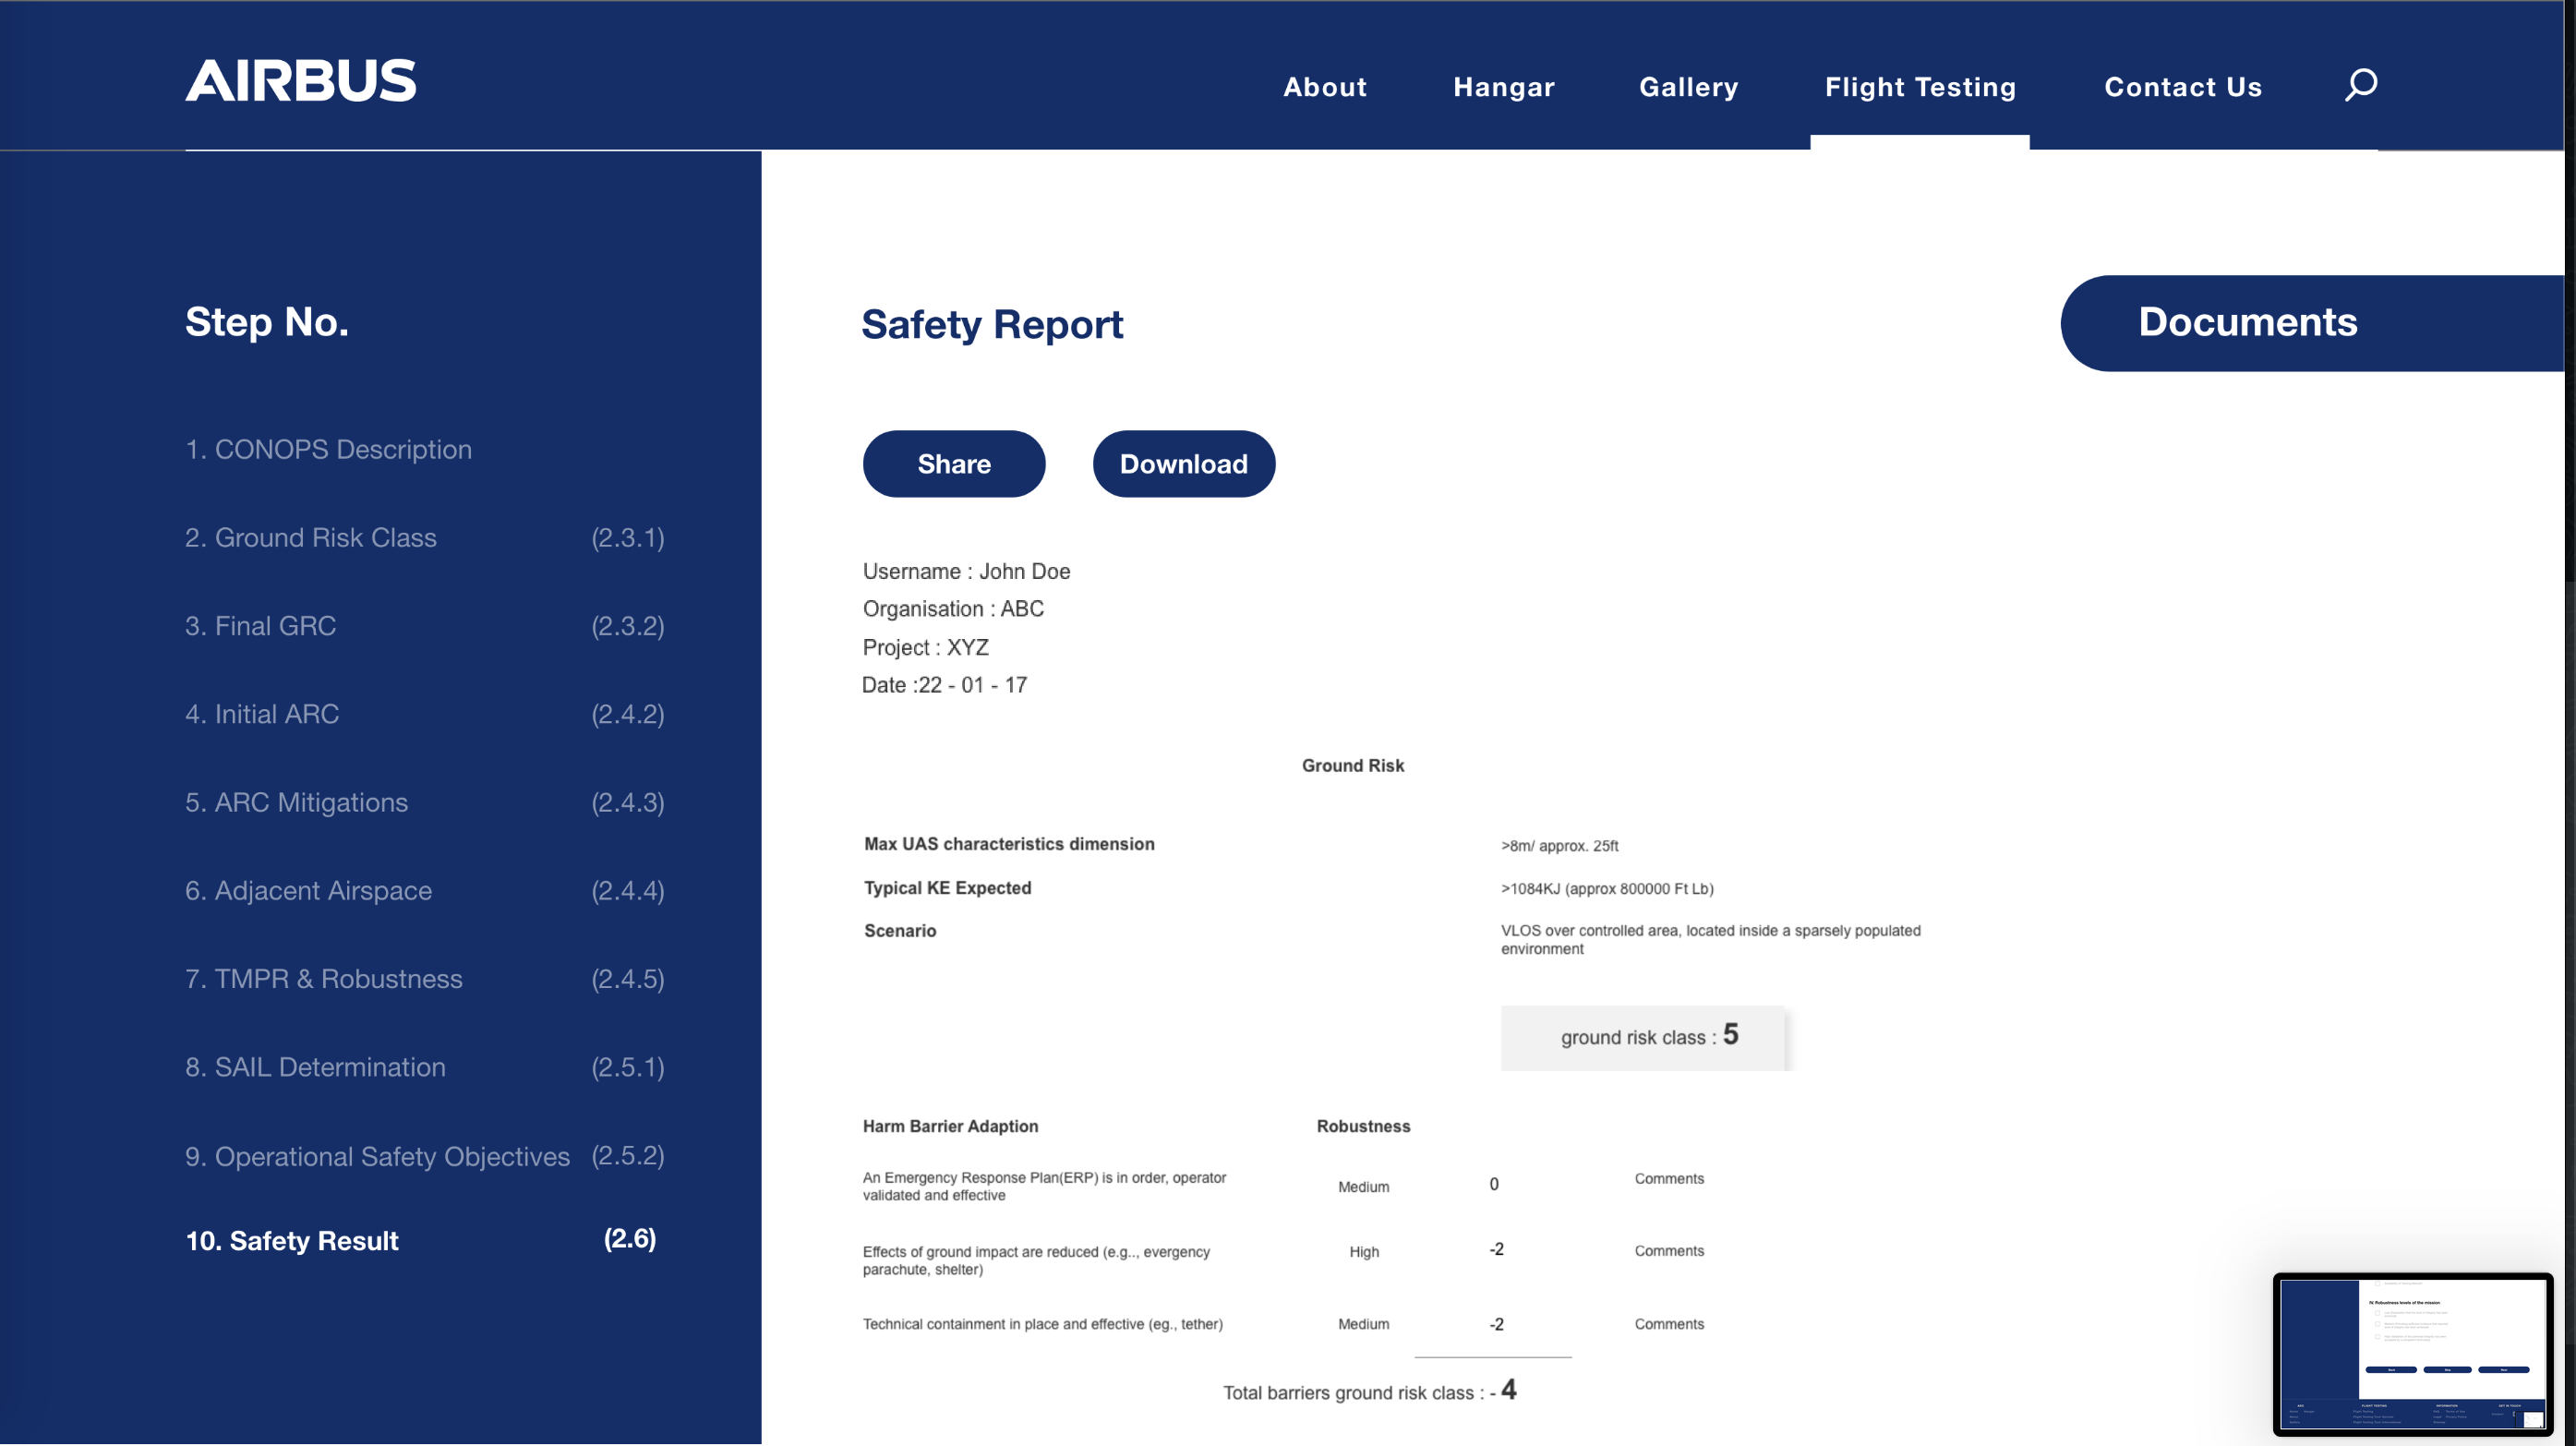 AIRBUS
About Hangar Gallery Flight Testing Contact Us
Step No.
1. CONOPS Description
2. Ground Risk Class (2.3.1)
3. Final GRC (2.3.2)
4. Initial ARC (2.4.2)
5. ARC Mitigations (2.4.3)
6. Adjacent Airspace (2.4.4)
7. TMPR & Robustness (2.4.5)
8. SAIL Determination (2.5.1)
9. Operational Safety Objectives (2.5.2)
10. Safety Result (2.6)
Safety Report
Documents
Share Download
Username : John Doe
Organisation : ABC
Project : XYZ
Date :22 - 01 - 17
Ground Risk
Max UAS characteristics dimension >8m/ approx. 25ft
Typical KE Expected >1084KJ (approx 800000 Ft Lb)
Scenario VLOS over controlled area, located inside a sparsely populated
environment
ground risk class : 5
Harm Barrier Adaption Robustness
An Emergency Response Plan(ERP) is in order, operator
validated and effective Medium 0 Comments
Effects of ground impact are reduced (e.g.., evergency
parachute, shelter) High -2 Comments
Technical containment in place and effective (eg., tether) Medium -2 Comments
Total barriers ground risk class : - 4
IV. Robustness levels of the mission